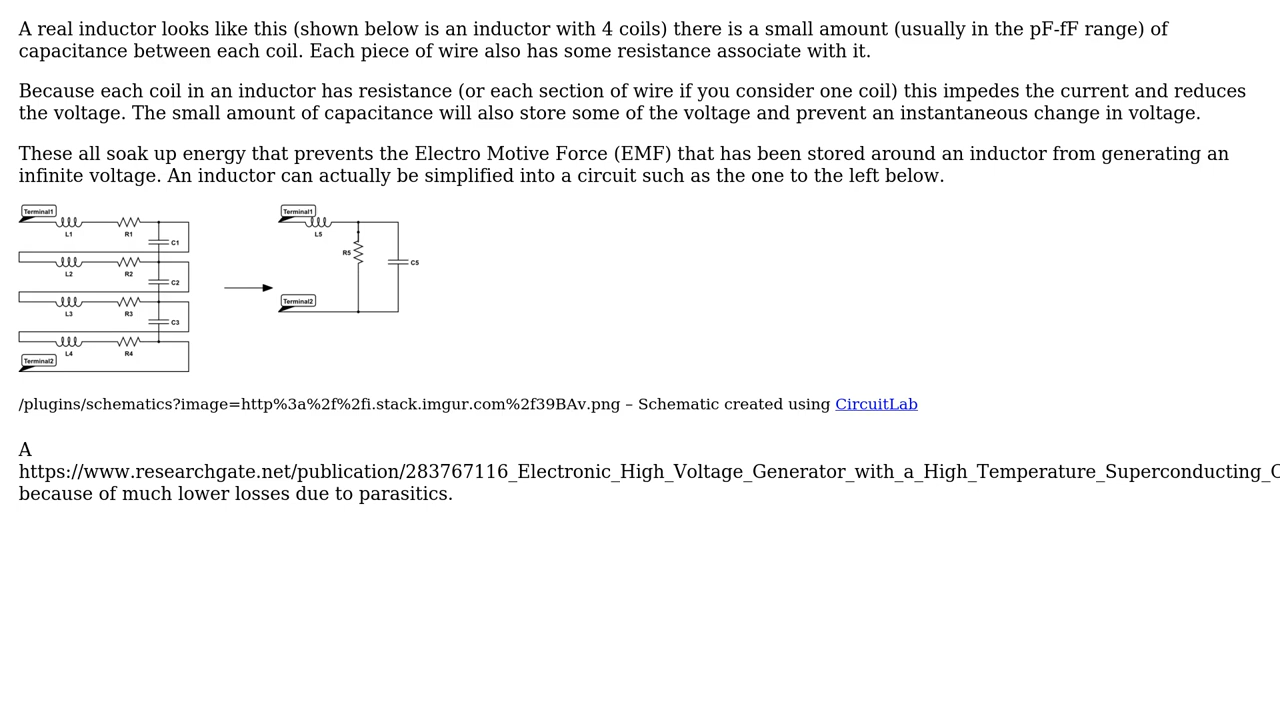 A real inductor looks like this (shown below is an inductor with 4 coils) there is a small amount (usually in the pF-fF range) of
capacitance between each coil. Each piece of wire also has some resistance associate with it.
Because each coil in an inductor has resistance (or each section of wire if you consider one coil) this impedes the current and reduces
the voltage. The small amount of capacitance will also store some of the voltage and prevent an instantaneous change in voltage.
These all soak up energy that prevents the Electro Motive Force (EMF) that has been stored around an inductor from generating an
infinite voltage. An inductor can actually be simplified into a circuit such as the one to the left below.
Terminal1
L1
R1
C1
L2
R2
C2
L3
R3
C3
L4
R4
Terminal2
Terminal1
L5
R5
C5
Terminal2
/plugins/schematics?image=http%3a%2f%2fi.stack.imgur.com%2f39BAv.png – Schematic created using CircuitLab
A
https://www.researchgate.net/publication/283767116_Electronic_High_Voltage_Generator_with_a_High_Temperature_Superconducting_C
because of much lower losses due to parasitics.